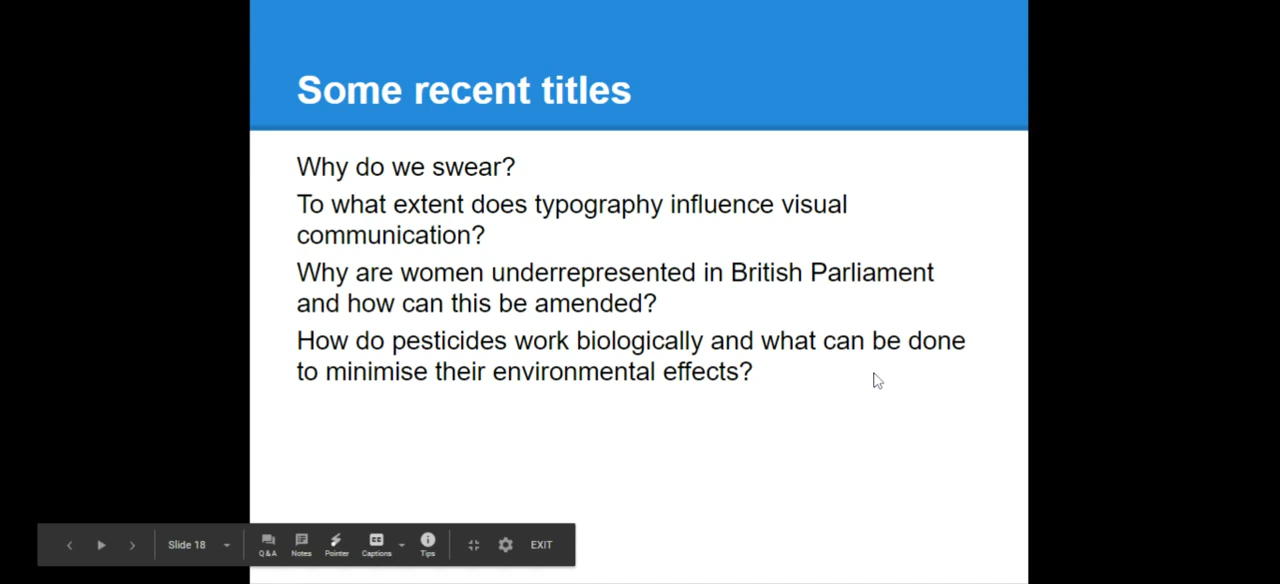 Some recent titles
Why do we swear?
To what extent does typography influence visual
communication?
Why are women underrepresented in British Parliament
and how can this be amended?
How do pesticides work biologically and what can be done
to minimise their environmental effects?
Slide 18
Q&A Notes Pointer Captions Tips EXIT